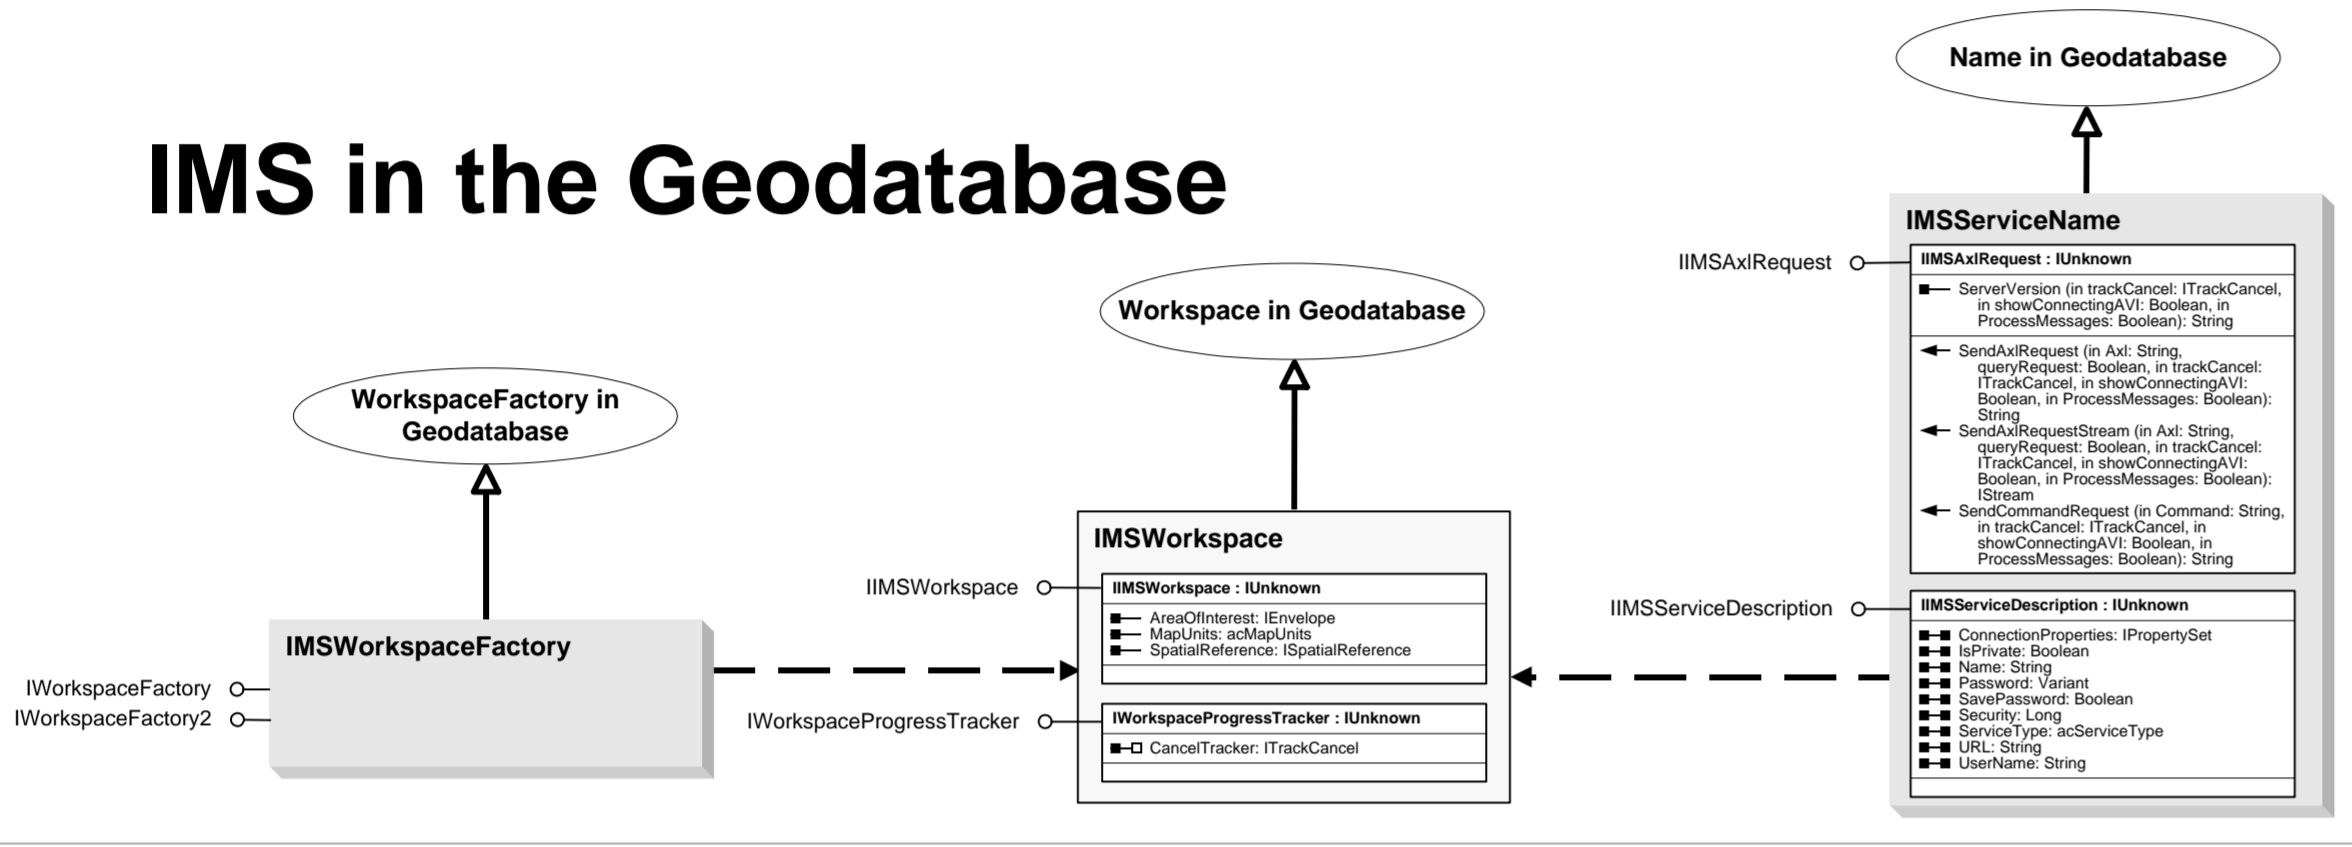 IMS in the Geodatabase
WorkspaceFactory in
Geodatabase
IMSWorkspaceFactory
IWorkspaceFactory
IWorkspaceFactory2
Workspace in Geodatabase
IMSWorkspace
IIMSWorkspace
IIMSWorkspace : IUnknown
AreaOfInterest: IEnvelope
MapUnits: acMapUnits
SpatialReference: ISpatialReference
IWorkspaceProgressTracker
IWorkspaceProgressTracker : IUnknown
CancelTracker: ITrackCancel
Name in Geodatabase
IMSServiceName
IIMSAxlRequest
IIMSAxlRequest : IUnknown
ServerVersion (in trackCancel: ITrackCancel,
in showConnectingAVI: Boolean, in
ProcessMessages: Boolean): String
SendAxlRequest (in Axl: String,
queryRequest: Boolean, in trackCancel:
ITrackCancel, in showConnectingAVI:
Boolean, in ProcessMessages: Boolean):
String
SendAxlRequestStream (in Axl: String,
queryRequest: Boolean, in trackCancel:
ITrackCancel, in showConnectingAVI:
Boolean, in ProcessMessages: Boolean):
IStream
SendCommandRequest (in Command: String,
in trackCancel: ITrackCancel, in
showConnectingAVI: Boolean, in
ProcessMessages: Boolean): String
IIMSServiceDescription
IIMSServiceDescription : IUnknown
ConnectionProperties: IPropertySet
IsPrivate: Boolean
Name: String
Password: Variant
SavePassword: Boolean
Security: Long
ServiceType: acServiceType
URL: String
UserName: String